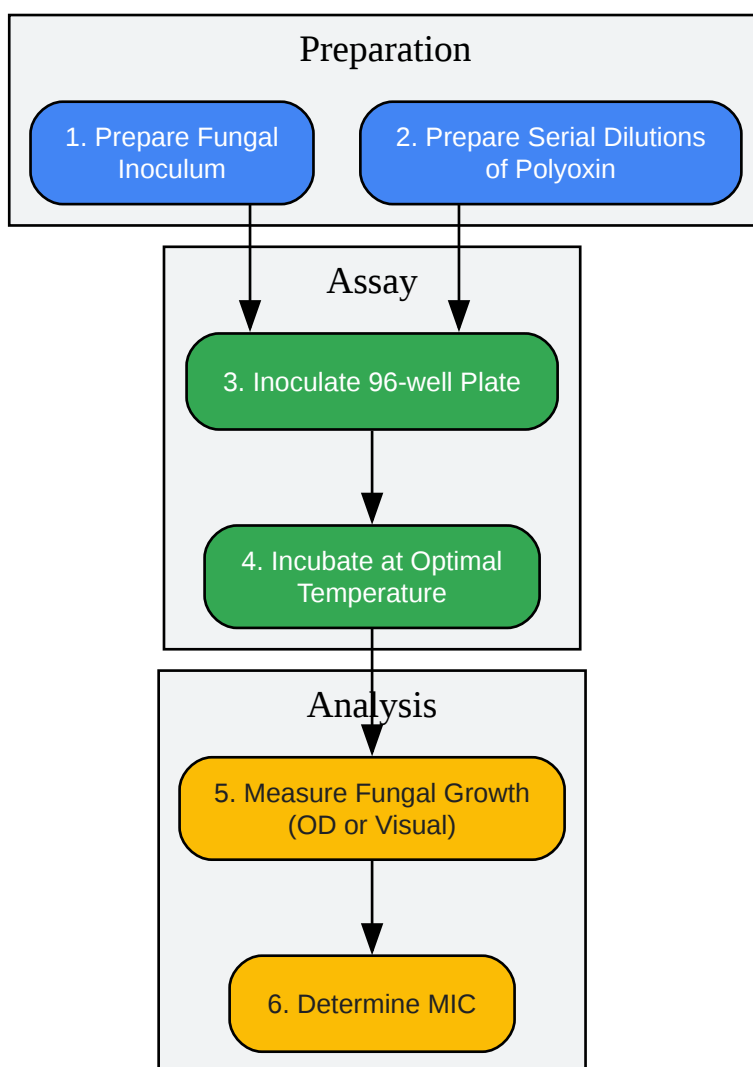 Preparation
1. Prepare Fungal
Inoculum
2. Prepare Serial Dilutions
of Polyoxin
Assay
3. Inoculate 96-well Plate
4. Incubate at Optimal
Temperature
Analysis
5. Measure Fungal Growth
(OD or Visual)
6. Determine MIC